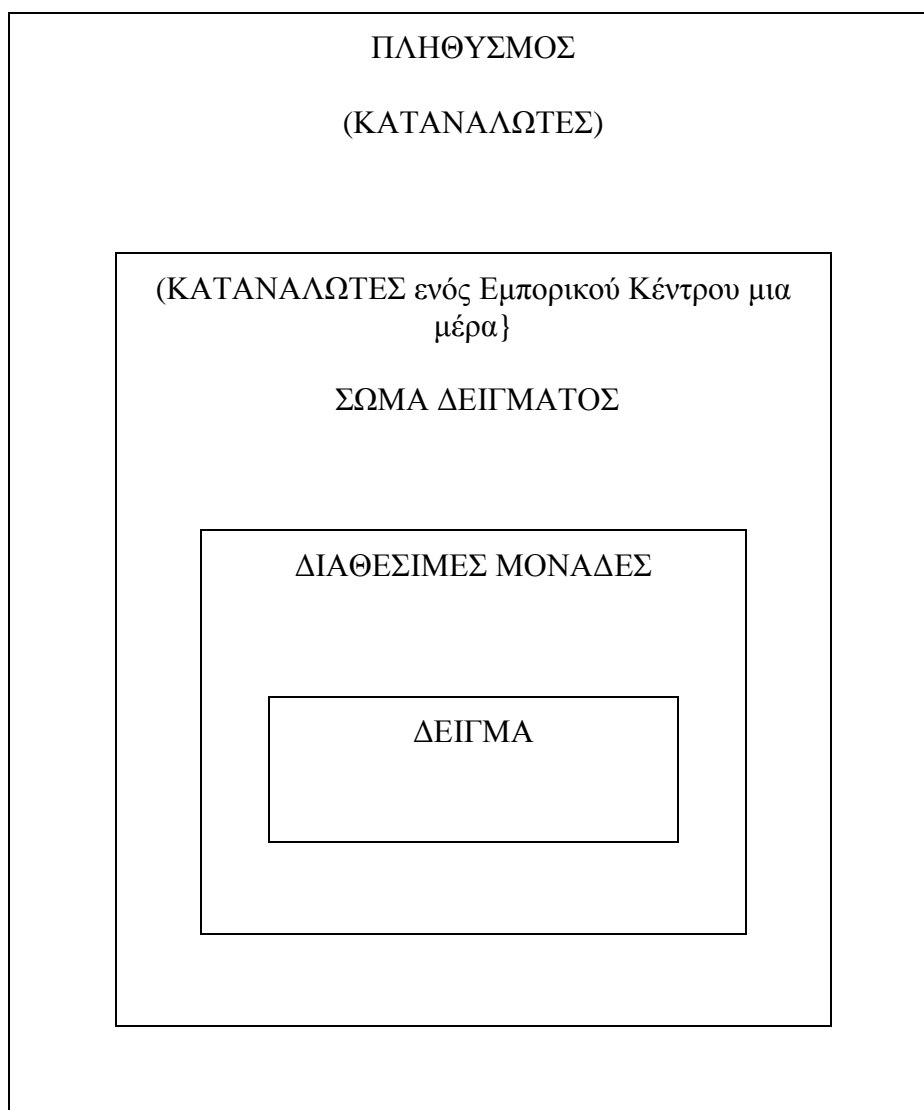 ΠΛΗΘΥΣΜΟΣ
(ΚΑΤΑΝΑΛΩΤΕΣ)
(ΚΑΤΑΝΑΛΩΤΕΣ ενός Εμπορικού Κέντρου μια
μέρα}
ΣΩΜΑ ΔΕΙΓΜΑΤΟΣ
ΔΙΑΘΕΣΙΜΕΣ ΜΟΝΑΔΕΣ
ΔΕΙΓΜΑ